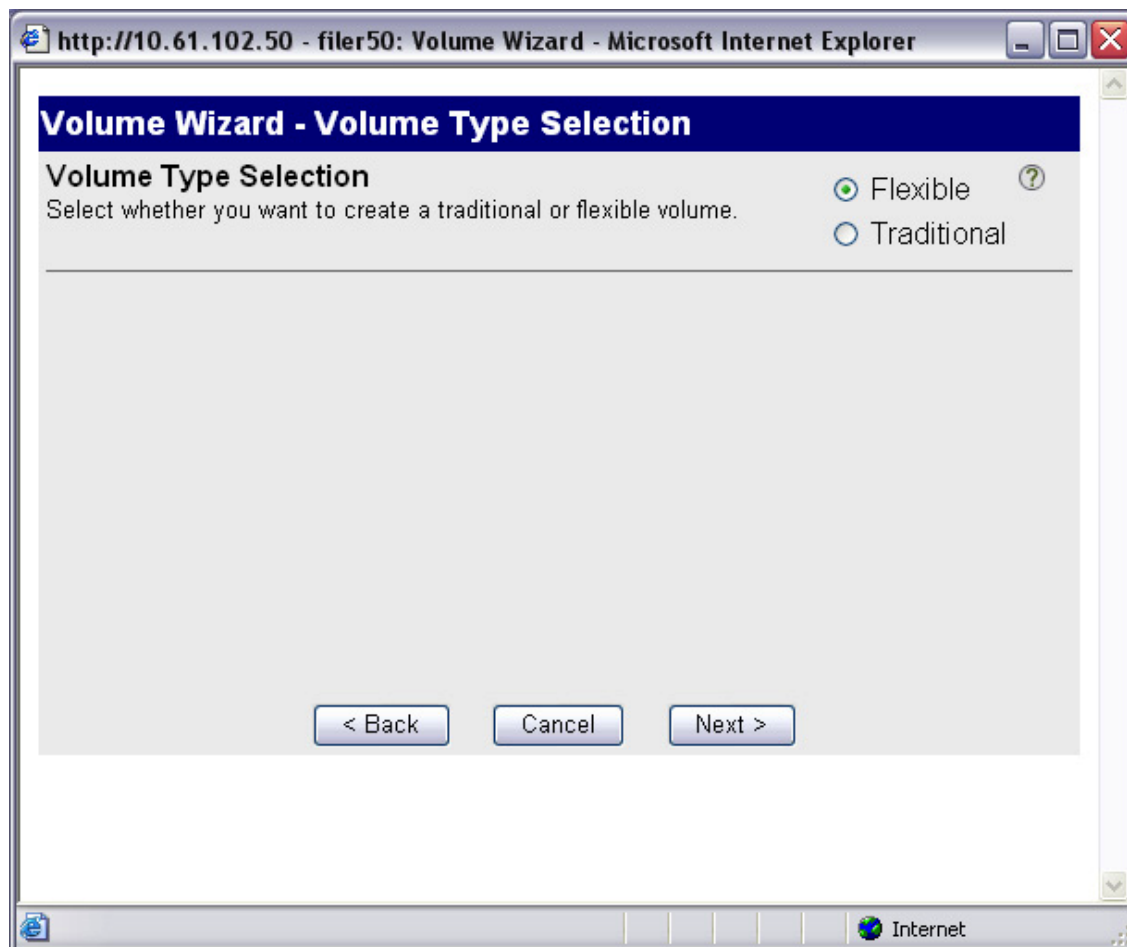 http://10.61.102.50 - filer50: Volume Wizard - Microsoft Internet Explorer
Volume Wizard - Volume Type Selection
Volume Type Selection
Select whether you want to create a traditional or flexible volume.
Flexible
?
Traditional
< Back
Cancel
Next >
Internet